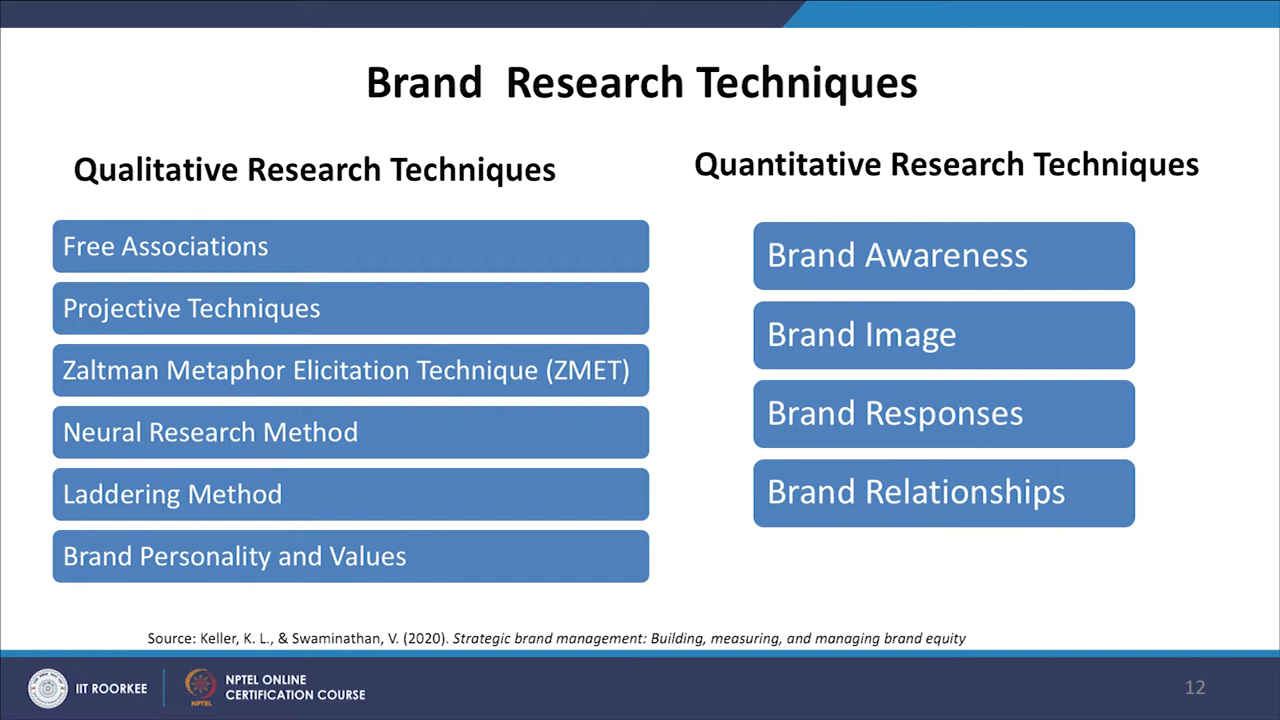 Brand  Research Techniques
Qualitative Research Techniques
Free Associations
Projective Techniques
Zaltman Metaphor Elicitation Technique (ZMET)
Neural Research Method
Laddering Method
Brand Personality and Values
Quantitative Research Techniques
Brand Awareness
Brand Image
Brand Responses
Brand Relationships
Source: Keller, K. L., & Swaminathan, V. (2020). Strategic brand management: Building, measuring, and managing brand equity
IIT ROORKEE
NPTEL
NPTEL ONLINE
CERTIFICATION COURSE
12